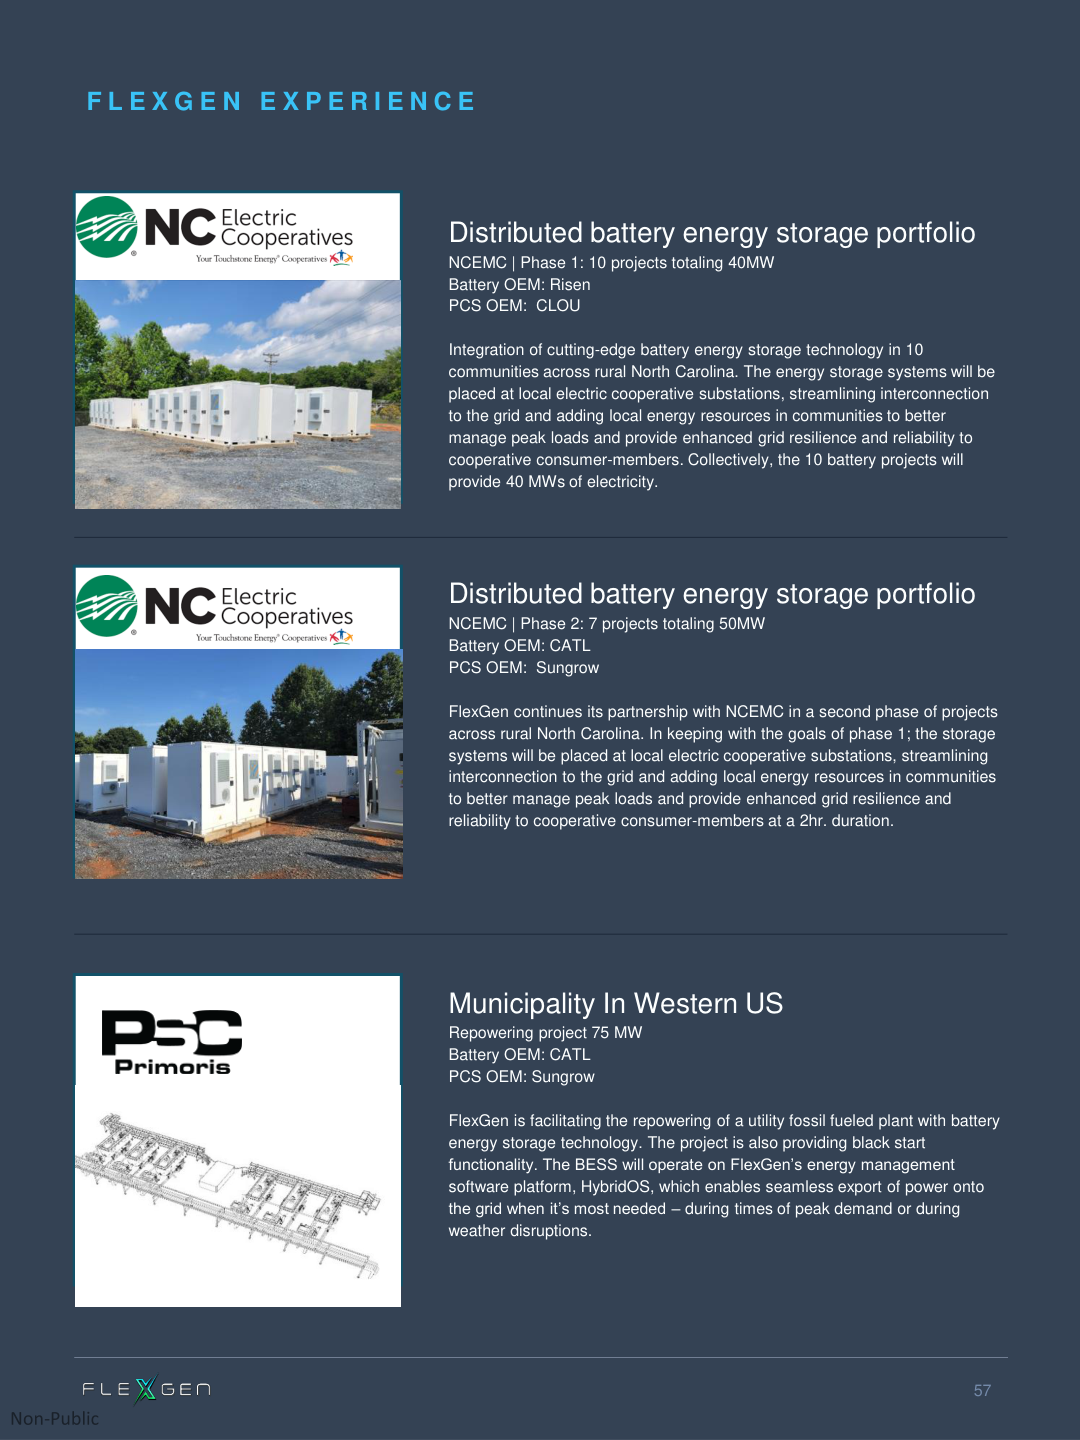 FLEXGEN EXPERIENCE
NC Electric
Cooperatives
Your Touchstone Energy® Cooperatives
Distributed battery energy storage portfolio
NCEMC | Phase 1: 10 projects totaling 40MW
Battery OEM: Risen
PCS OEM:  CLOU
Integration of cutting-edge battery energy storage technology in 10
communities across rural North Carolina. The energy storage systems will be
placed at local electric cooperative substations, streamlining interconnection
to the grid and adding local energy resources in communities to better
manage peak loads and provide enhanced grid resilience and reliability to
cooperative consumer-members. Collectively, the 10 battery projects will
provide 40 MWs of electricity.
NC Electric
Cooperatives
Your Touchstone Energy® Cooperatives
Distributed battery energy storage portfolio
NCEMC | Phase 2: 7 projects totaling 50MW
Battery OEM: CATL
PCS OEM:  Sungrow
FlexGen continues its partnership with NCEMC in a second phase of projects
across rural North Carolina. In keeping with the goals of phase 1; the storage
systems will be placed at local electric cooperative substations, streamlining
interconnection to the grid and adding local energy resources in communities
to better manage peak loads and provide enhanced grid resilience and
reliability to cooperative consumer-members at a 2hr. duration.
PSC
Primoris
Municipality In Western US
Repowering project 75 MW
Battery OEM: CATL
PCS OEM: Sungrow
FlexGen is facilitating the repowering of a utility fossil fueled plant with battery
energy storage technology. The project is also providing black start
functionality. The BESS will operate on FlexGen’s energy management
software platform, HybridOS, which enables seamless export of power onto
the grid when it’s most needed – during times of peak demand or during
weather disruptions.
FLEXGEN
57
Non-Public